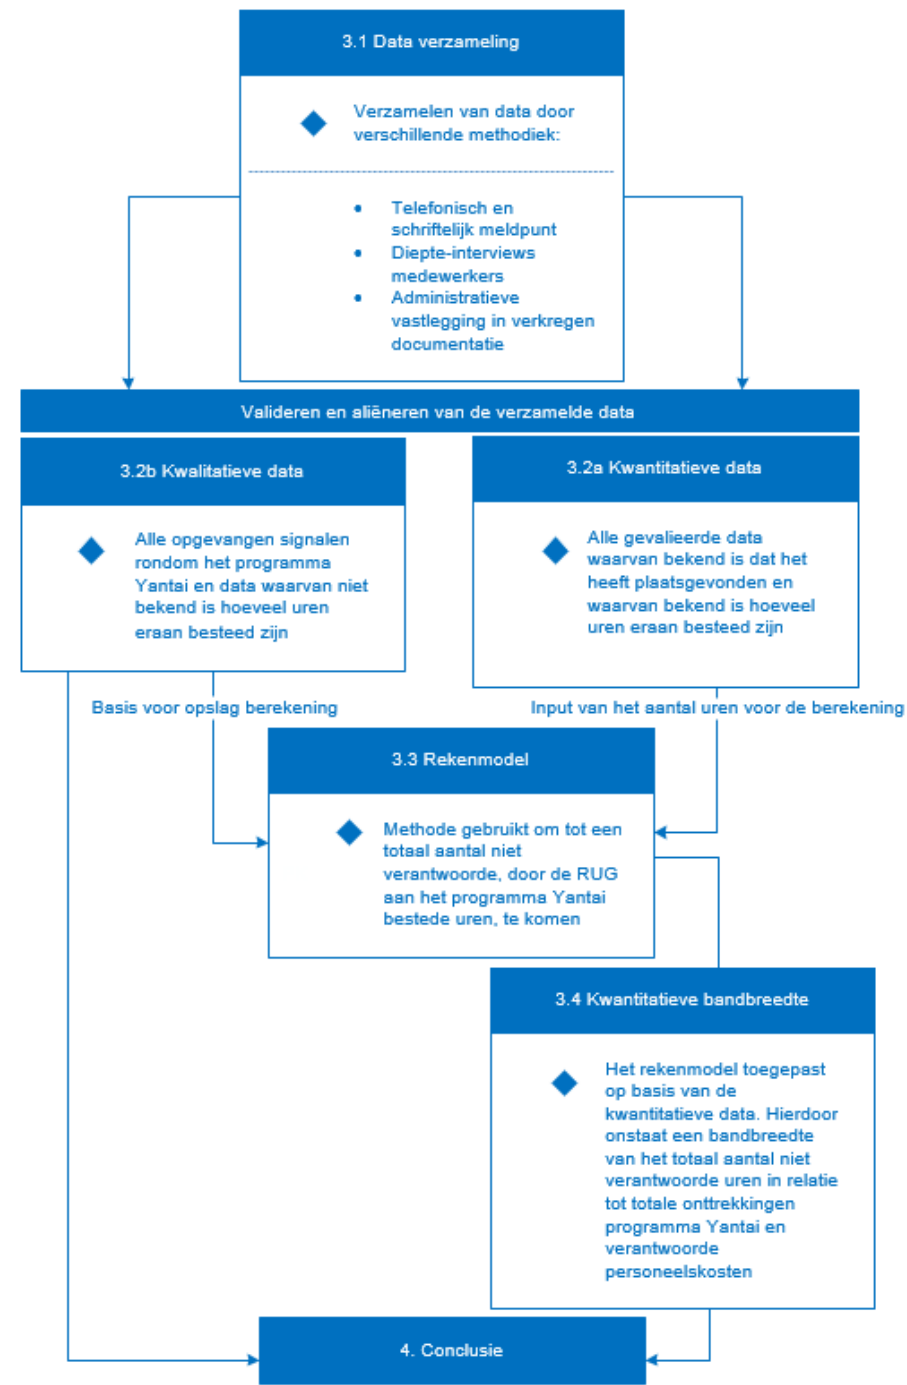 3.1 Data verzameling
Verzamelen van data door
verschillende methodiek:
• Telefonisch en
schriftelijk meldpunt
• Diepte-interviews
medewerkers
• Administratieve
vastlegging in verkregen
documentatie
Valideren en aliëneren van de verzamelde data
3.2b Kwalitatieve data
Alle opgevangen signalen
rondom het programma
Yantai en data waarvan niet
bekend is hoeveel uren
eraan besteed zijn
3.2a Kwantitatieve data
Alle gevalieerde data
waarvan bekend is dat het
heeft plaatsgevonden en
waarvan bekend is hoeveel
uren eraan besteed zijn
Basis voor opslag berekening
Input van het aantal uren voor de berekening
3.3 Rekenmodel
Methode gebruikt om tot een
totaal aantal niet
verantwoorde, door de RUG
aan het programma Yantai
bestede uren, te komen
3.4 Kwantitatieve bandbreedte
Het rekenmodel toegepast
op basis van de
kwantitatieve data. Hierdoor
onstaat een bandbreedte
van het totaal aantal niet
verantwoorde uren in relatie
tot totale onttrekkingen
programma Yantai en
verantwoorde
personeelskosten
4. Conclusie